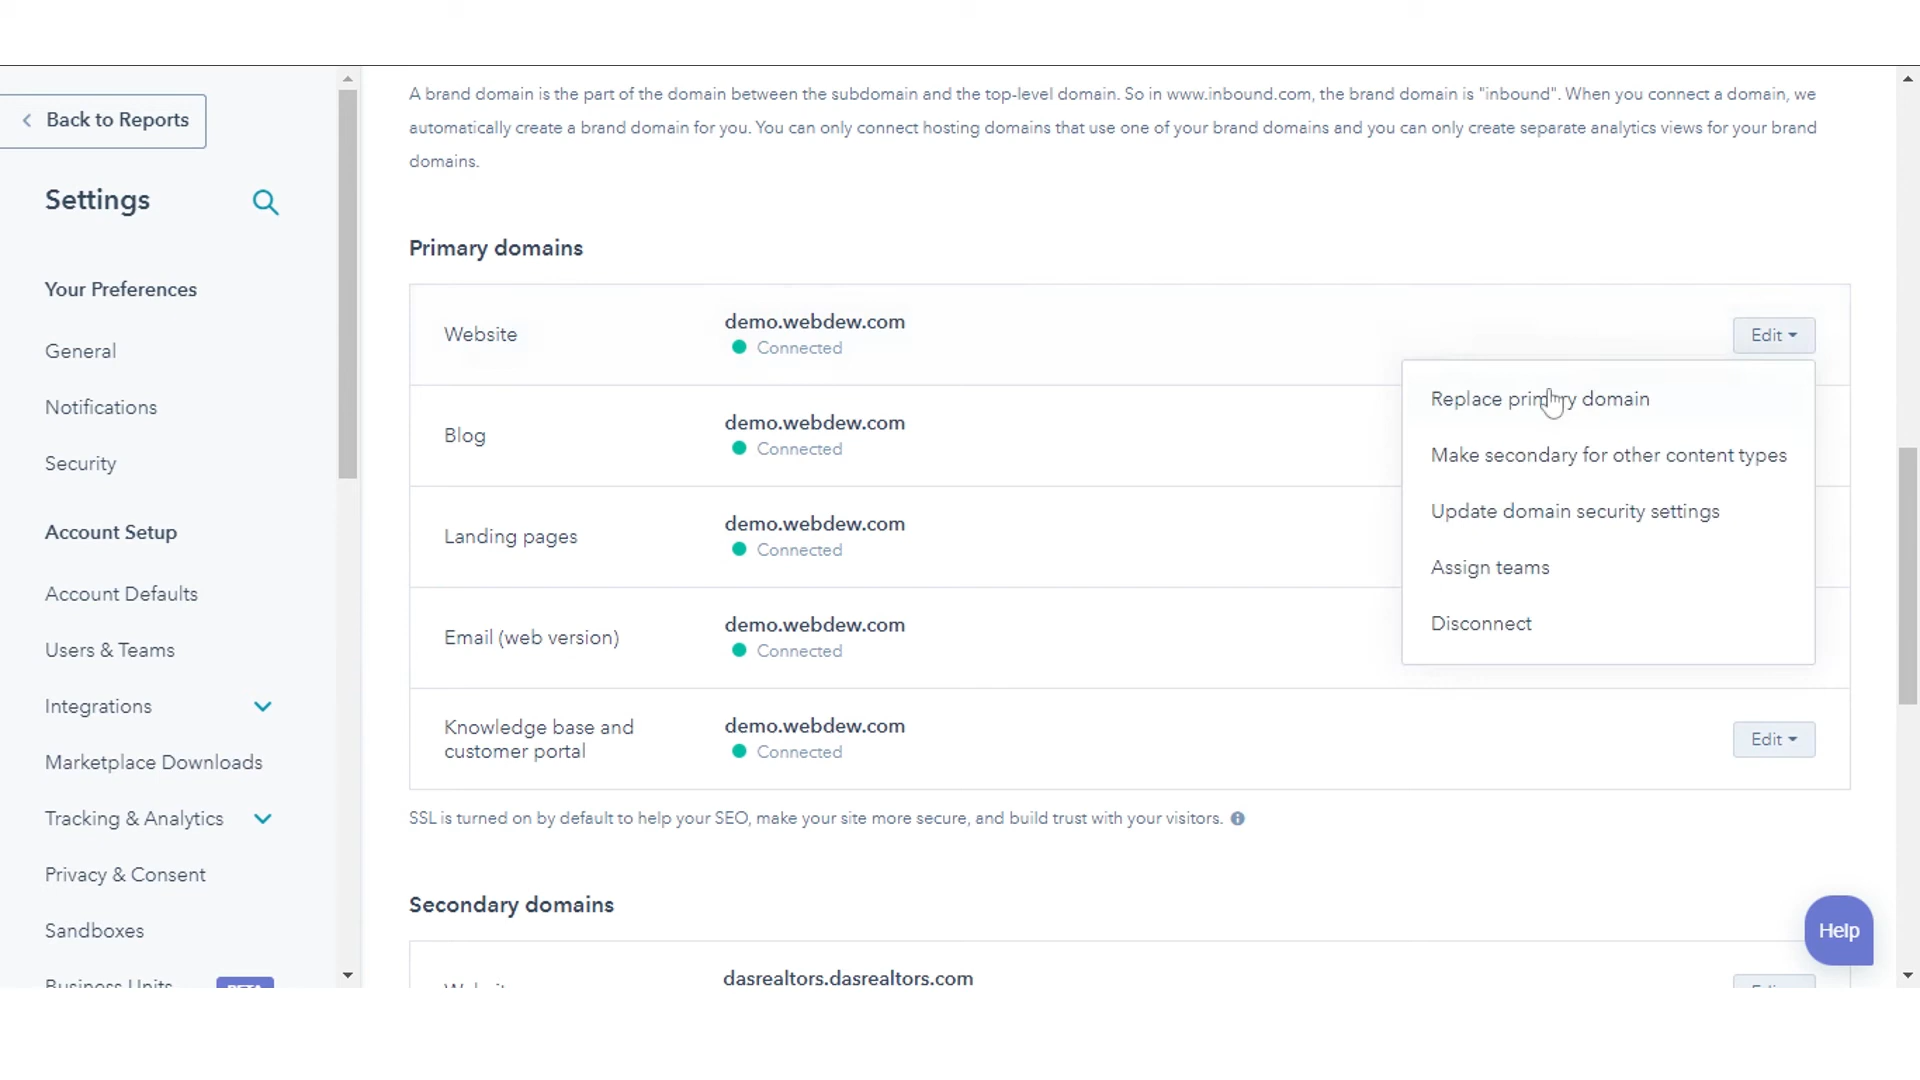 A brand domain is the part of the domain between the subdomain and the top-level domain. So in www.inbound.com, the brand domain is "inbound". When you connect a domain, we
automatically create a brand domain for you. You can only connect hosting domains that use one of your brand domains and you can only create separate analytics views for your brand
domains.
Back to Reports
Settings
Your Preferences
General
Notifications
Security
Account Setup
Account Defaults
Users & Teams
Integrations
Marketplace Downloads
Tracking & Analytics
Privacy & Consent
Sandboxes
Business Units BETA
Primary domains
Website
demo.webdew.com
Connected
Edit
Replace primary domain
Make secondary for other content types
Update domain security settings
Assign teams
Disconnect
Blog
demo.webdew.com
Connected
Landing pages
demo.webdew.com
Connected
Email (web version)
demo.webdew.com
Connected
Knowledge base and
customer portal
demo.webdew.com
Connected
Edit
SSL is turned on by default to help your SEO, make your site more secure, and build trust with your visitors.
Secondary domains
Website
dasrealtors.dasrealtors.com
Edit
Help